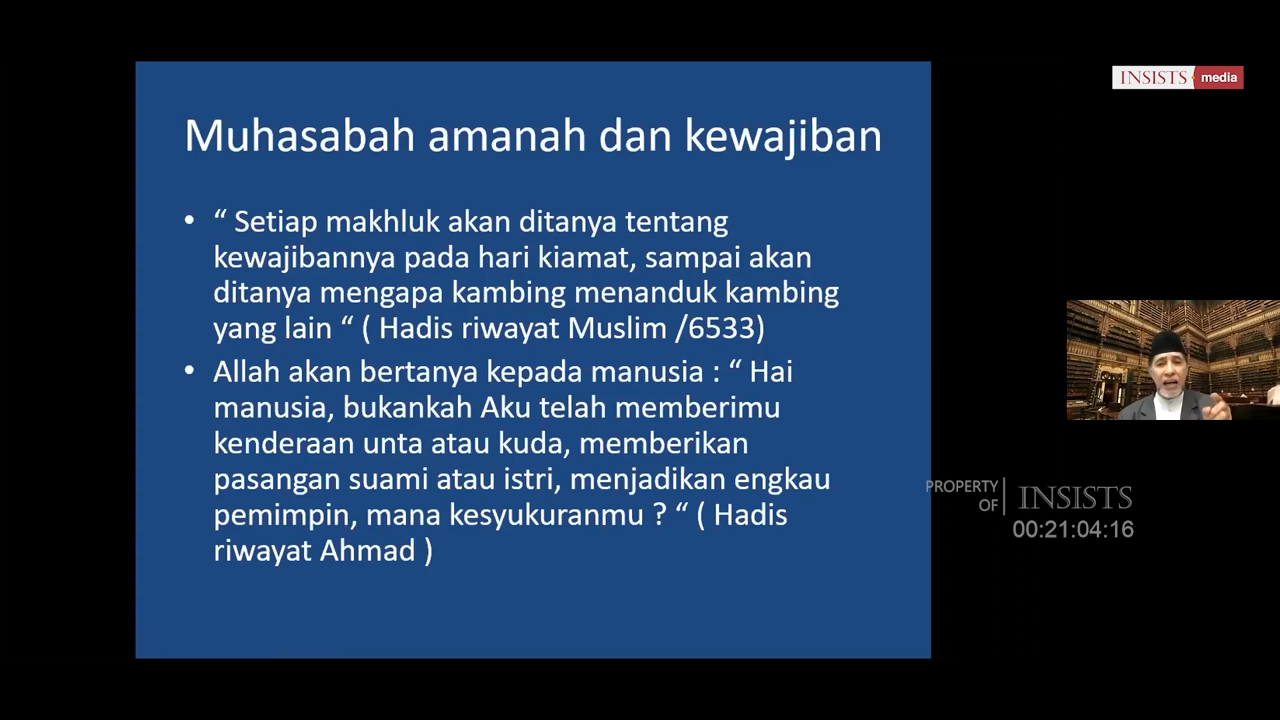 INSISTS media
Muhasabah amanah dan kewajiban
• “ Setiap makhluk akan ditanya tentang
kewajibannya pada hari kiamat, sampai akan
ditanya mengapa kambing menanduk kambing
yang lain “ ( Hadis riwayat Muslim /6533)
• Allah akan bertanya kepada manusia : “ Hai
manusia, bukankah Aku telah memberimu
kenderaan unta atau kuda, memberikan
pasangan suami atau istri, menjadikan engkau
pemimpin, mana kesyukuranmu ? “ ( Hadis
riwayat Ahmad )
PROPERTY
OF
INSISTS
00:21:04:16